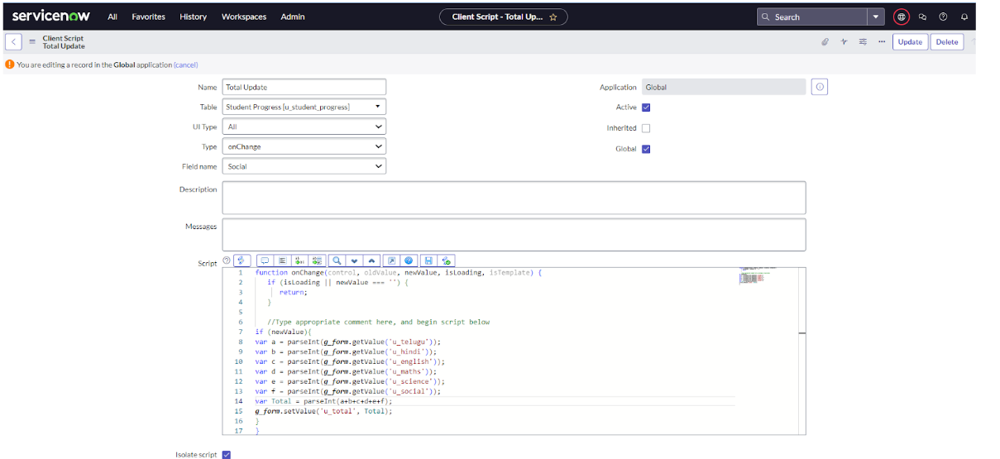 servicenow All Favorites History Workspaces Admin Client Script - Total Up... Search
Client Script
Total Update
Update Delete
You are editing a record in the Global application (cancel)
Name Total Update
Application Global
Table Student Progress [u_student_progress]
Active
UI Type All
Inherited
Type onChange
Global
Field name Social
Description
Messages
Script
1 function onChange(control, oldValue, newValue, isLoading, isTemplate) {
2 if (isLoading || newValue === '') {
3 return;
4 }
5
6 //Type appropriate comment here, and begin script below
7 if (newValue){
8 var a = parseInt(g_form.getValue('u_telugu'));
9 var b = parseInt(g_form.getValue('u_hindi'));
10 var c = parseInt(g_form.getValue('u_english'));
11 var d = parseInt(g_form.getValue('u_maths'));
12 var e = parseInt(g_form.getValue('u_science'));
13 var f = parseInt(g_form.getValue('u_social'));
14 var Total = parseInt(a+b+c+d+e+f);
15 g_form.setValue('u_total', Total);
16 }
17 }
Isolate script